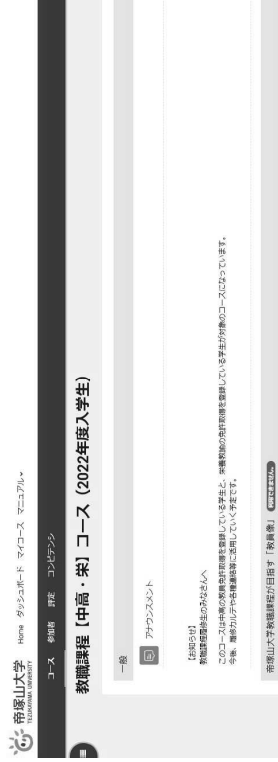 帝塚山大学
TEZUKAYAMA UNIVERSITY
Home ダッシュボード マイコース マニュアル
コース 参加者 評定 コンピテンシ
教職課程【中高・栄】コース（2022年度入学生）
一般
アナウンスメント
【お知らせ】
教職課程履修生のみなさんへ
このコースは中高の教員免許取得を登録している学生と、栄養教諭の免許取得を登録している学生が対象のコースになっています。
今後、履修カルテや各種連絡等に活用していく予定です。
帝塚山大学教職課程が目指す「教員像」 利用できません。